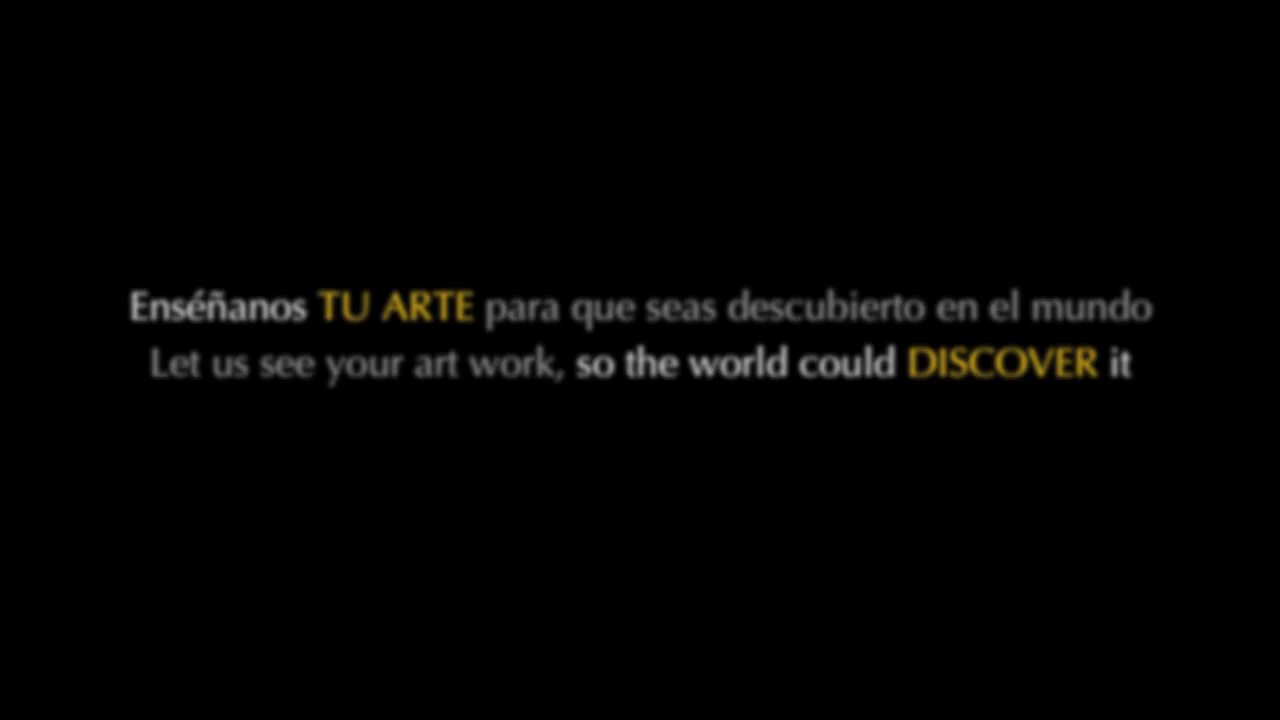 Enséñanos TU ARTE para que seas descubierto en el mundo
Let us see your art work, so the world could DISCOVER it